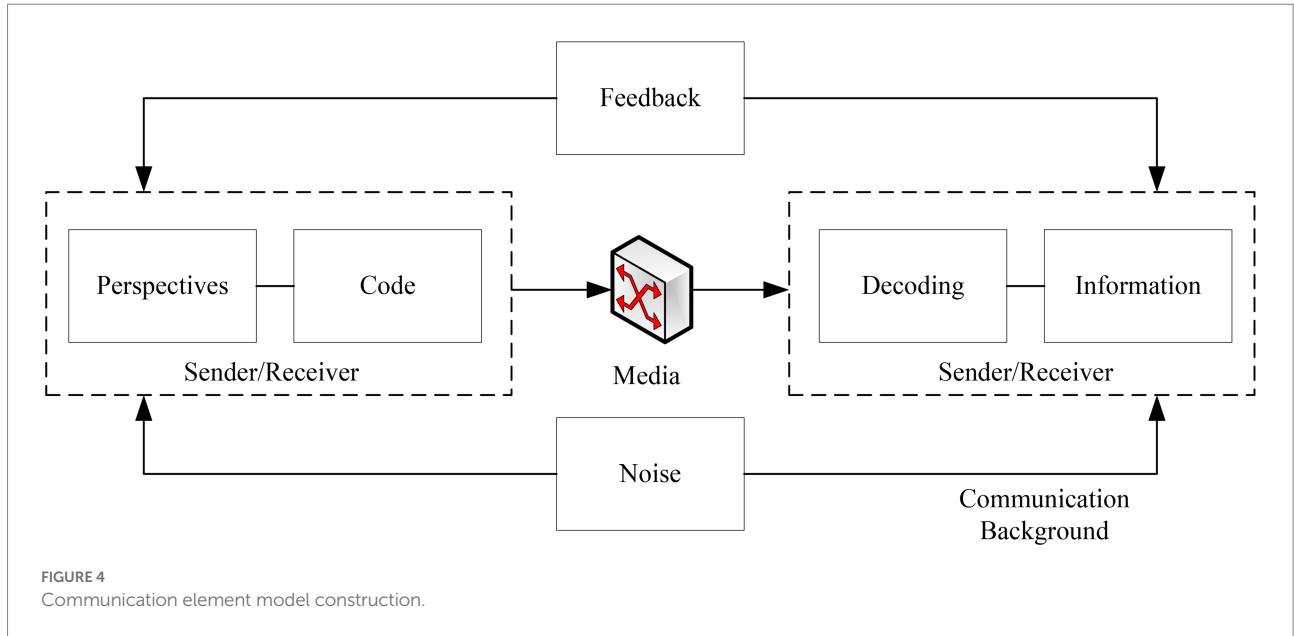 Feedback
Perspectives
Code
Sender/Receiver
Media
Decoding
Information
Sender/Receiver
Noise
Communication
Background
FIGURE 4
Communication element model construction.